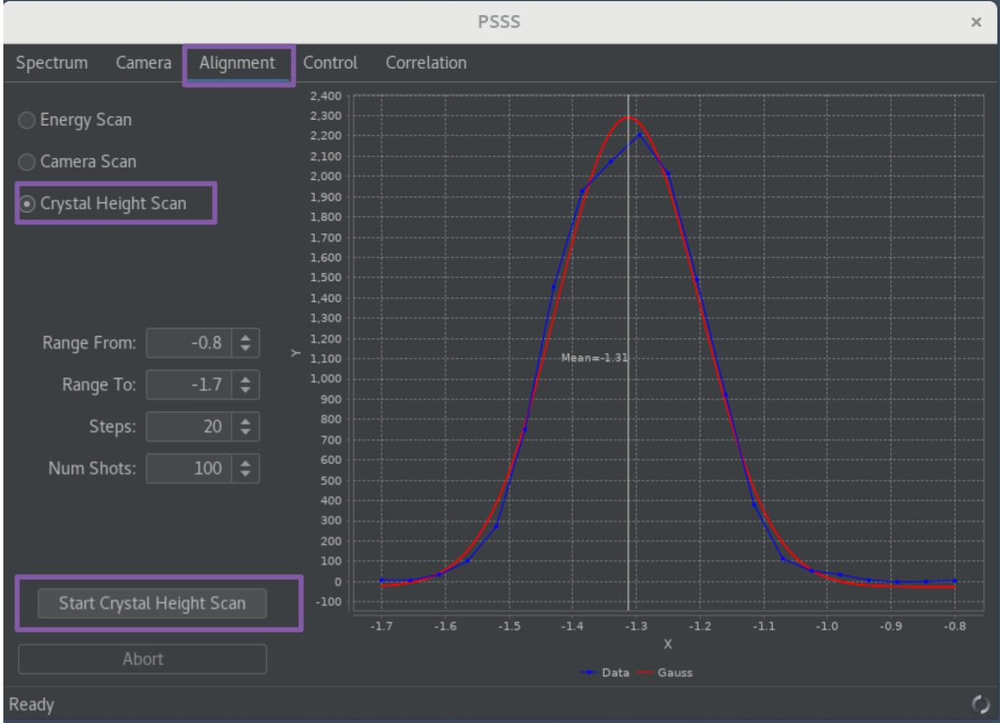 PSSS ×
Spectrum Camera Alignment Control Correlation
Energy Scan
Camera Scan
Crystal Height Scan
Range From: -0.8
Range To: -1.7
Steps: 20
Num Shots: 100
Start Crystal Height Scan
Abort
2,400
2,300
2,200
2,100
2,000
1,900
1,800
1,700
1,600
1,500
1,400
1,300
1,200
1,100
1,000
900
800
700
600
500
400
300
200
100
0
-100
Y
Mean=-1.31
-1.7 -1.6 -1.5 -1.4 -1.3 -1.2 -1.1 -1.0 -0.9 -0.8
X
Data Gauss
Ready